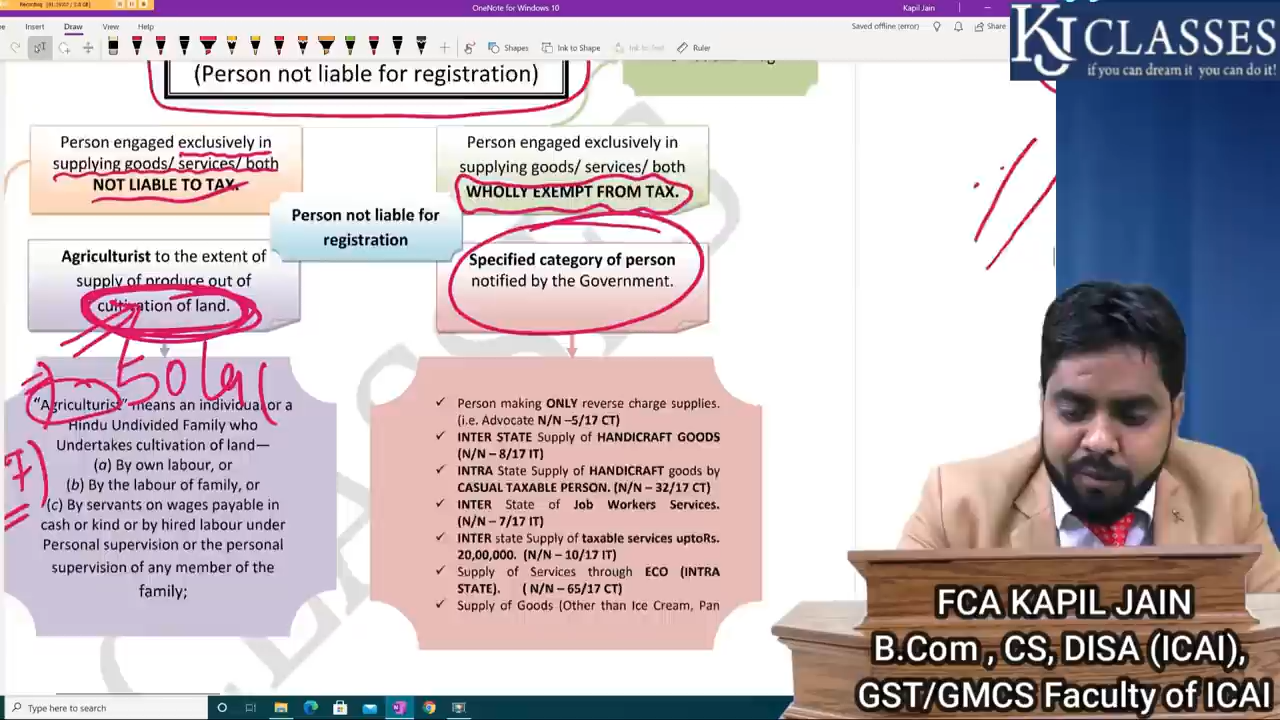 OneNote for Windows 10
Kapil Jain
Insert Draw View Help
Saved offline (error)
Share
Shapes
Ink to Shape
Ink to Text
Ruler
KJ CLASSES
if you can dream it you can do it!
(Person not liable for registration)
Person engaged exclusively in
supplying goods/ services/ both
NOT LIABLE TO TAX.
Person engaged exclusively in
supplying goods/ services/ both
WHOLLY EXEMPT FROM TAX.
Person not liable for
registration
Agriculturist to the extent of
supply of produce out of
cultivation of land.
Specified category of person
notified by the Government.
50 lac
"Agriculturist" means an individual or a
Hindu Undivided Family who
Undertakes cultivation of land—
(a) By own labour, or
(b) By the labour of family, or
(c) By servants on wages payable in
cash or kind or by hired labour under
Personal supervision or the personal
supervision of any member of the
family;
7)
✓ Person making ONLY reverse charge supplies.
(i.e. Advocate N/N –5/17 CT)
✓ INTER STATE Supply of HANDICRAFT GOODS
(N/N – 8/17 IT)
✓ INTRA State Supply of HANDICRAFT goods by
CASUAL TAXABLE PERSON. (N/N – 32/17 CT)
✓ INTER State of Job Workers Services.
(N/N – 7/17 IT)
✓ INTER state Supply of taxable services uptoRs.
20,00,000. (N/N – 10/17 IT)
✓ Supply of Services through ECO (INTRA
STATE). ( N/N – 65/17 CT)
✓ Supply of Goods (Other than Ice Cream, Pan
FCA KAPIL JAIN
B.Com , CS, DISA (ICAI),
GST/GMCS Faculty of ICAI
Type here to search